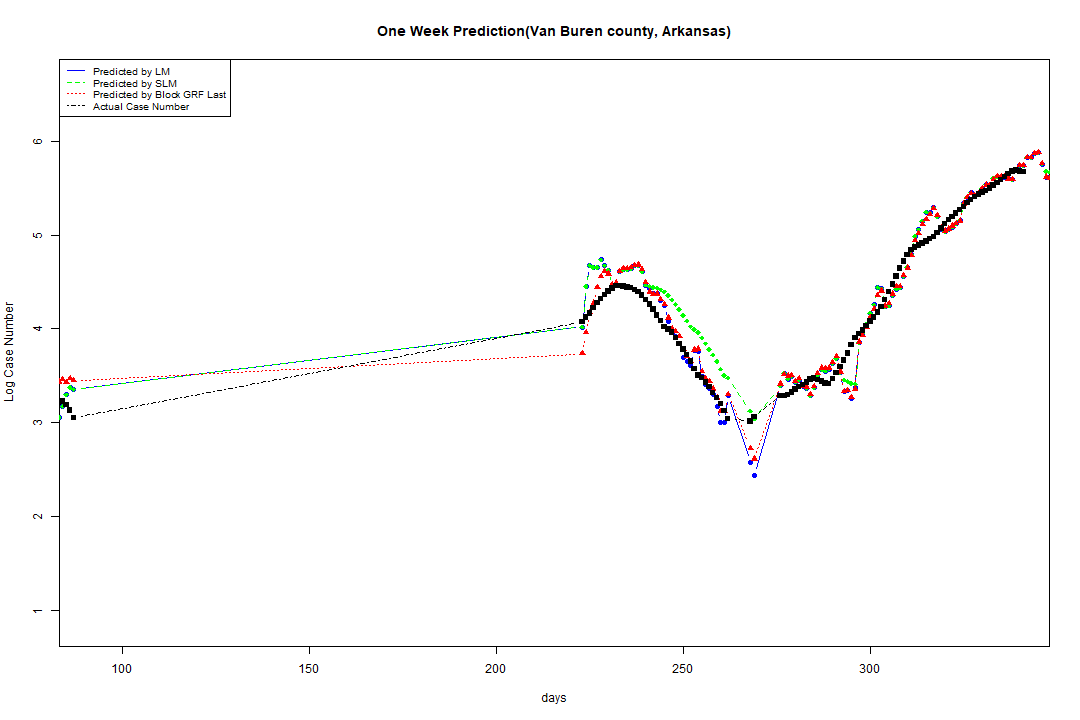 One Week Prediction(Van Buren county, Arkansas)
Predicted by LM
Predicted by SLM
Predicted by Block GRF Last
Actual Case Number
Log Case Number
6
5
4
3
2
1
100 150 200 250 300
days